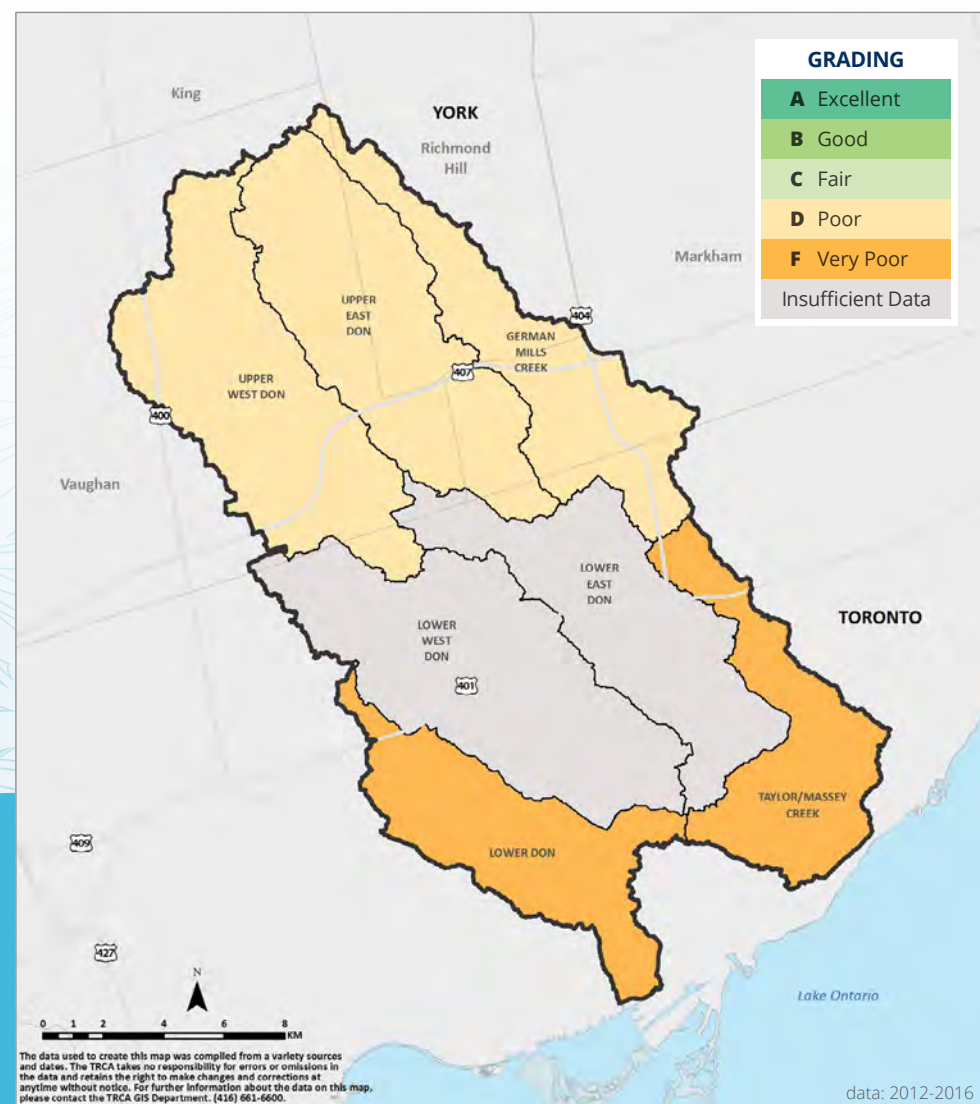 GRADING
A Excellent
B Good
C Fair
D Poor
F Very Poor
Insufficient Data
King
YORK
Richmond
Hill
Markham
404
UPPER
EAST
DON
GERMAN
MILLS
CREEK
407
UPPER
WEST DON
400
Vaughan
LOWER
EAST
DON
TORONTO
LOWER
WEST
DON
401
TAYLOR/MASSEY
CREEK
409
LOWER DON
427
N
Lake Ontario
0 1 2 4 6 8
KM
The data used to create this map was compiled from a variety sources
and dates. The TRCA takes no responsibility for errors or omissions in
the data and retains the right to make changes and corrections at
anytime without notice. For further information about the data on this map,
please contact the TRCA GIS Department. (416) 661-6600.
data: 2012-2016